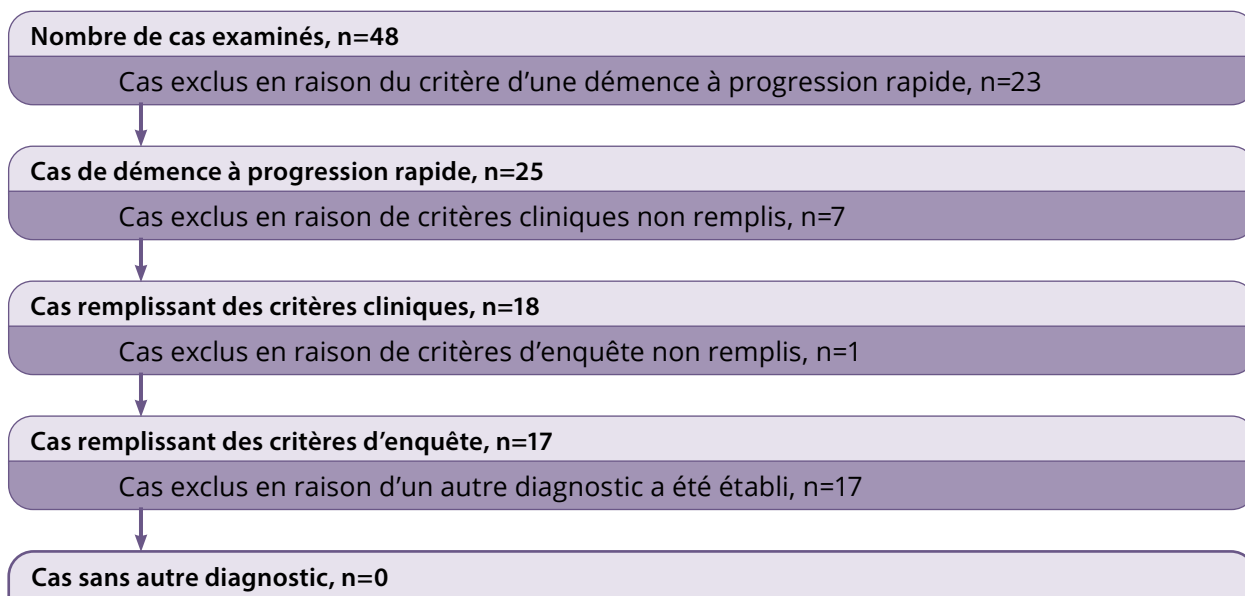 Nombre de cas examinés, n=48
Cas exclus en raison du critère d'une démence à progression rapide, n=23
Cas de démence à progression rapide, n=25
Cas exclus en raison de critères cliniques non remplis, n=7
Cas remplissant des critères cliniques, n=18
Cas exclus en raison de critères d'enquête non remplis, n=1
Cas remplissant des critères d'enquête, n=17
Cas exclus en raison d'un autre diagnostic a été établi, n=17
Cas sans autre diagnostic, n=0